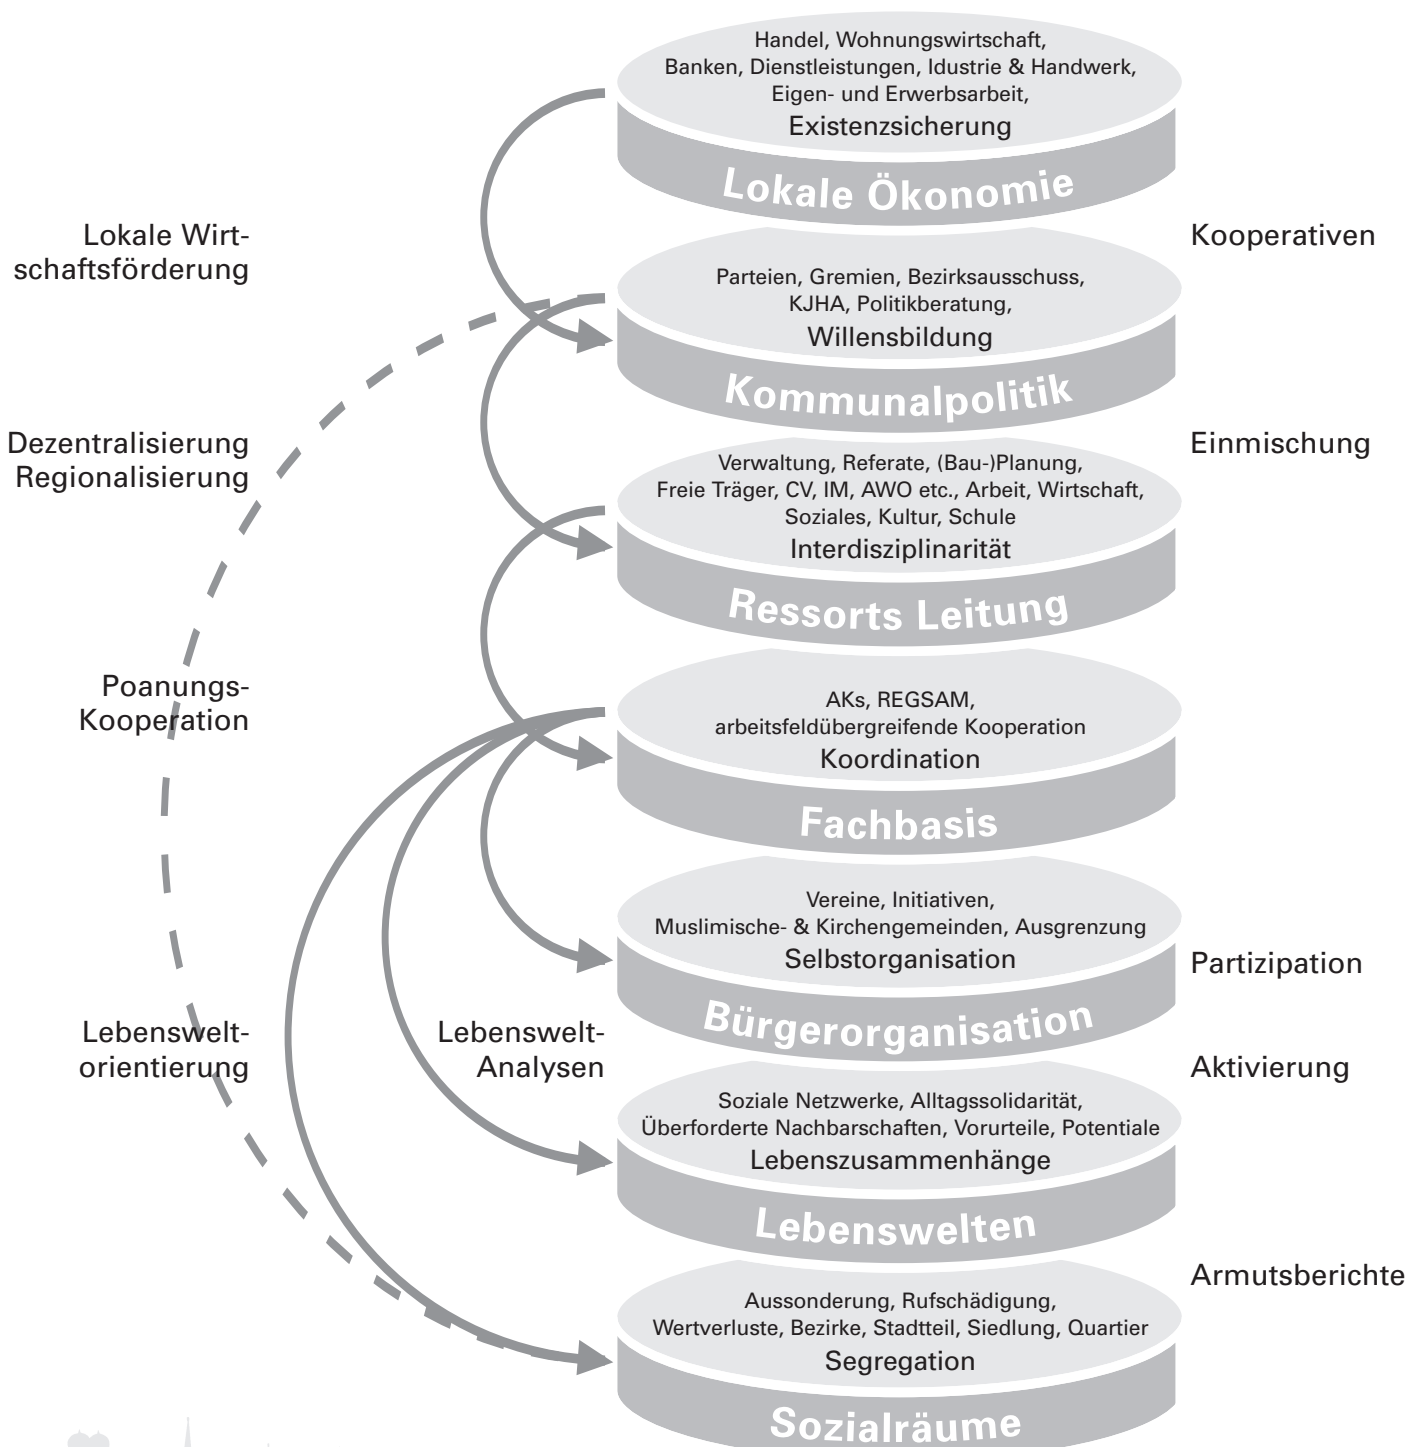 Handel, Wohnungswirtschaft,
Banken, Dienstleistungen, Idustrie & Handwerk,
Eigen- und Erwerbsarbeit,
Existenzsicherung
Lokale Ökonomie
Lokale Wirt-
schaftsförderung
Kooperativen
Parteien, Gremien, Bezirksausschuss,
KJHA, Politikberatung,
Willensbildung
Kommunalpolitik
Dezentralisierung
Regionalisierung
Einmischung
Verwaltung, Referate, (Bau-)Planung,
Freie Träger, CV, IM, AWO etc., Arbeit, Wirtschaft,
Soziales, Kultur, Schule
Interdisziplinarität
Ressorts Leitung
Poanungs-
Kooperation
AKs, REGSAM,
arbeitsfeldübergreifende Kooperation
Koordination
Fachbasis
Vereine, Initiativen,
Muslimische- & Kirchengemeinden, Ausgrenzung
Selbstorganisation
Bürgerorganisation
Partizipation
Lebenswelt-
orientierung
Lebenswelt-
Analysen
Aktivierung
Soziale Netzwerke, Alltagssolidarität,
Überforderte Nachbarschaften, Vorurteile, Potentiale
Lebenszusammenhänge
Lebenswelten
Armutsberichte
Aussonderung, Rufschädigung,
Wertverluste, Bezirke, Stadtteil, Siedlung, Quartier
Segregation
Sozialräume